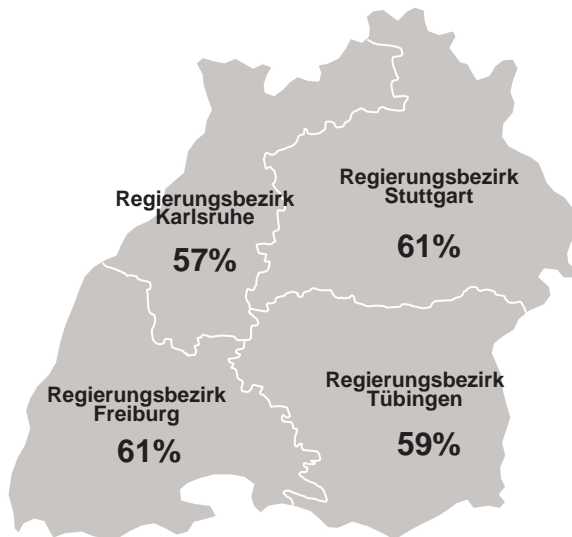 Regierungsbezirk
Karlsruhe
57%
Regierungsbezirk
Stuttgart
61%
Regierungsbezirk
Freiburg
61%
Regierungsbezirk
Tübingen
59%